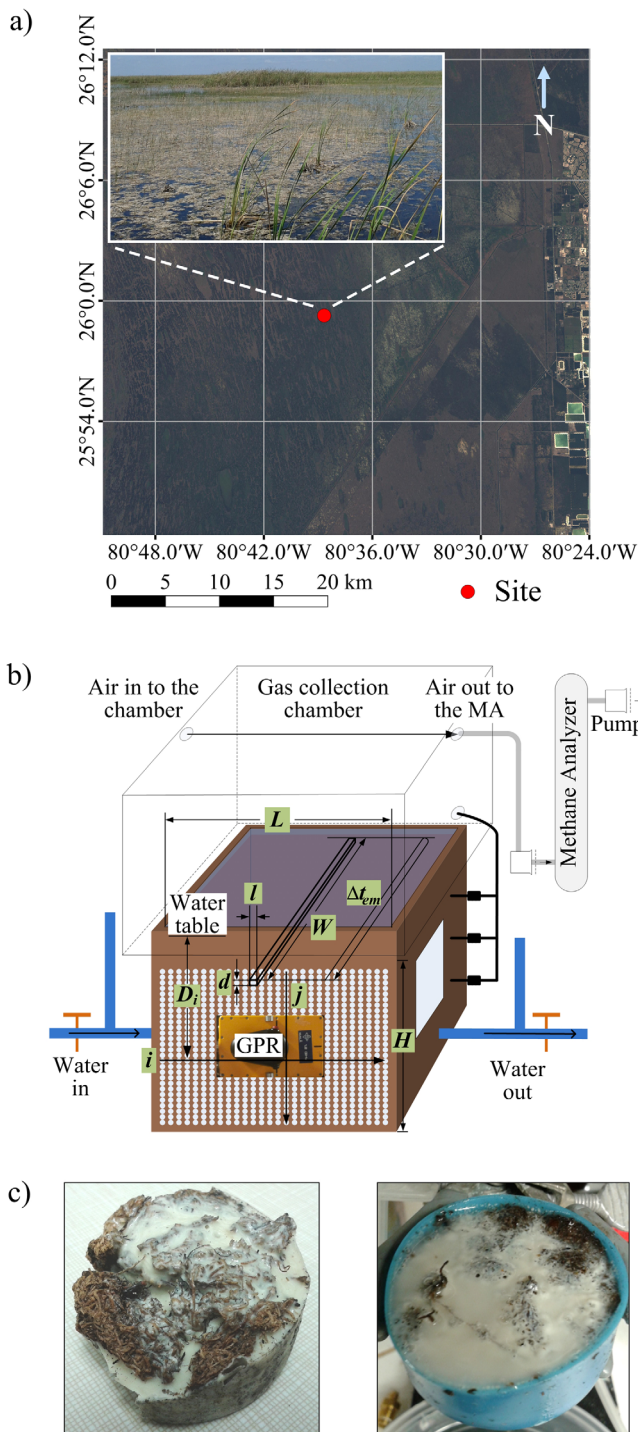 a)
26°12.0′N
26°6.0′N
26°0.0′N
25°54.0′N
N
80°48.0′W
80°42.0′W
80°36.0′W
80°30.0′W
80°24.0′W
0
5
10
15
20 km
Site
b)
Air in to the
chamber
Gas collection
chamber
Air out to
the MA
Methane Analyzer
Pump
L
l
Δt_em
Water
table
W
d
D_i
j
i
GPR
H
Water
in
Water
out
c)